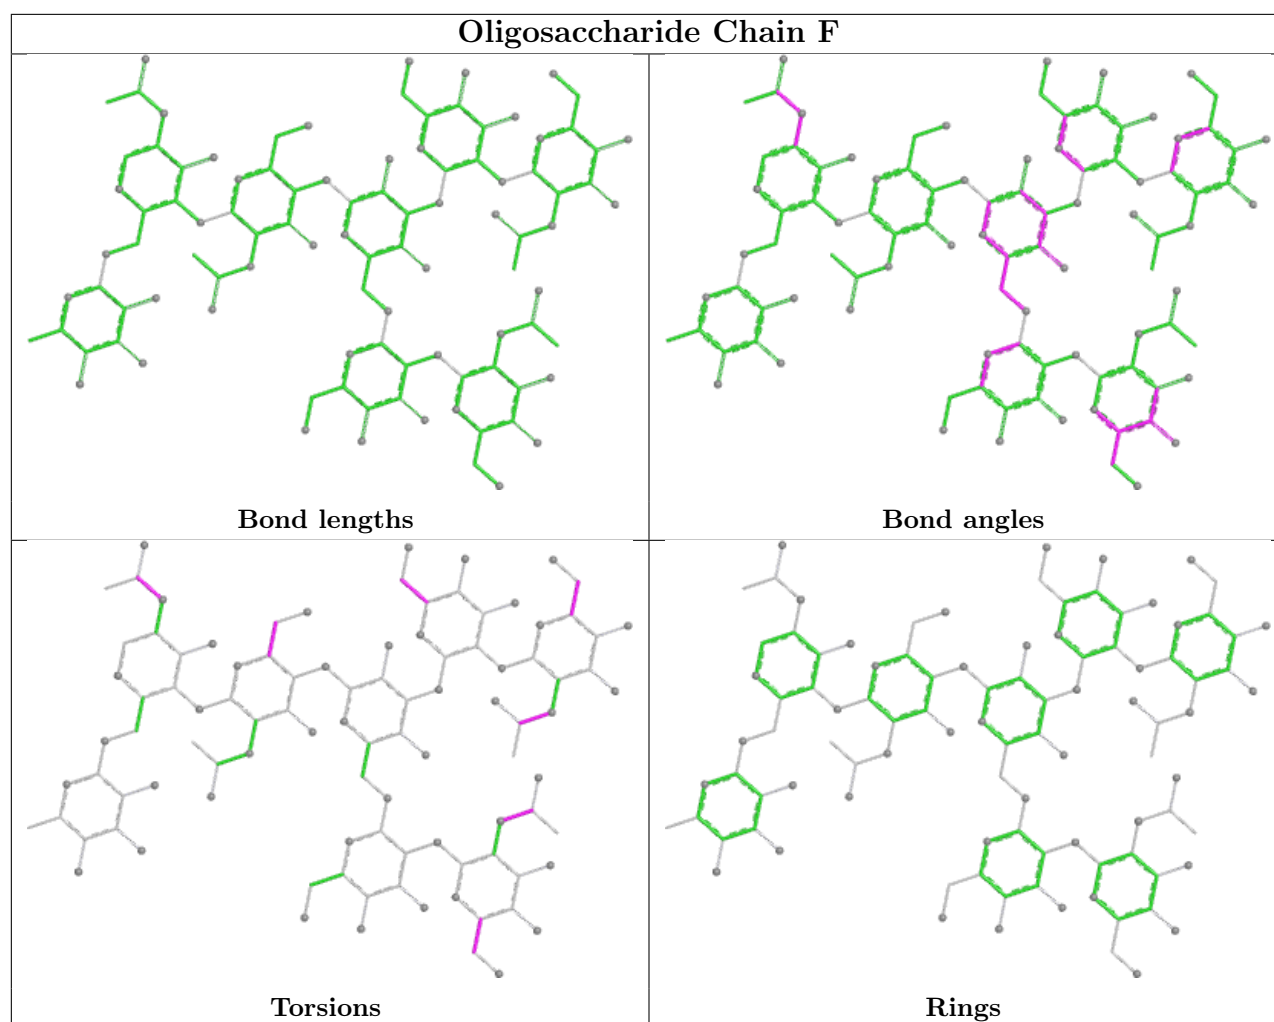 Oligosaccharide Chain F
Bond lengths
Bond angles
Torsions
Rings